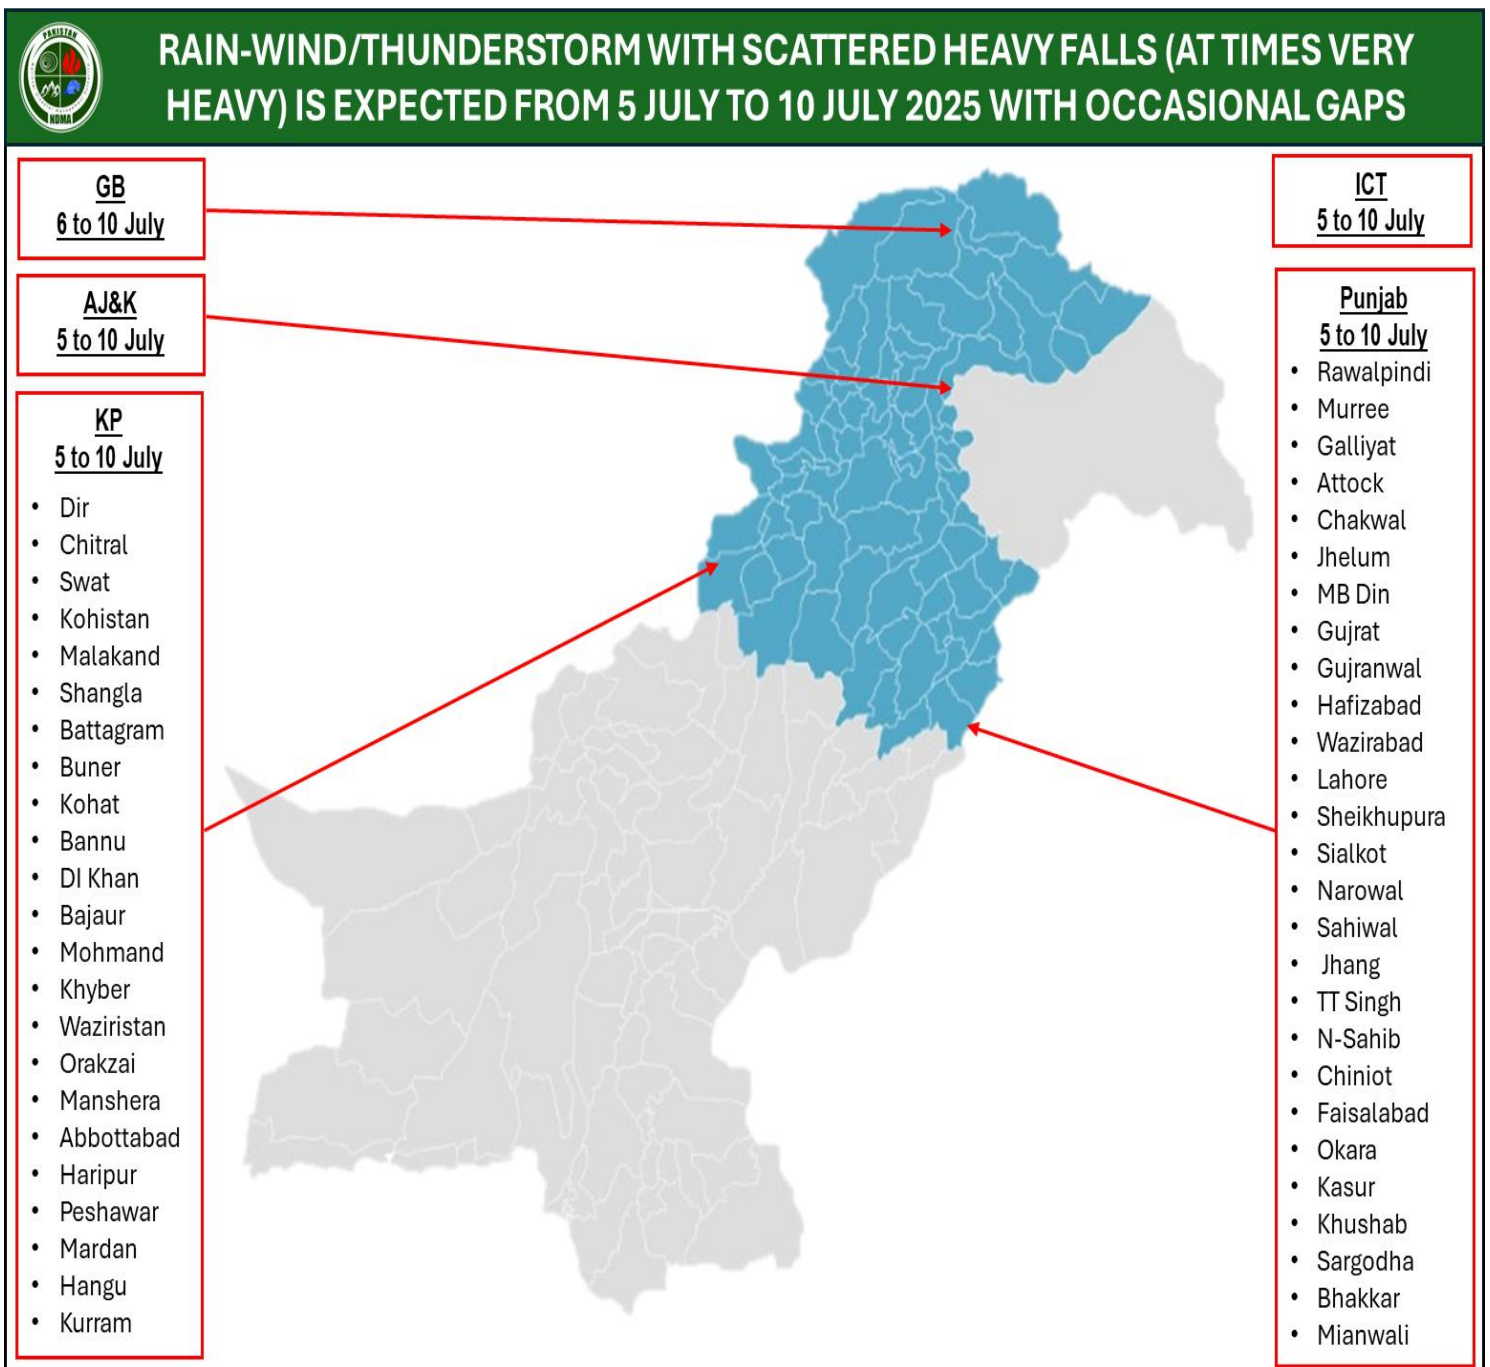 PAKISTAN
NDMA
RAIN-WIND/THUNDERSTORM WITH SCATTERED HEAVY FALLS (AT TIMES VERY
HEAVY) IS EXPECTED FROM 5 JULY TO 10 JULY 2025 WITH OCCASIONAL GAPS
GB
6 to 10 July
AJ&K
5 to 10 July
KP
5 to 10 July
• Dir
• Chitral
• Swat
• Kohistan
• Malakand
• Shangla
• Battagram
• Buner
• Kohat
• Bannu
• DI Khan
• Bajaur
• Mohmand
• Khyber
• Waziristan
• Orakzai
• Manshera
• Abbottabad
• Haripur
• Peshawar
• Mardan
• Hangu
• Kurram
ICT
5 to 10 July
Punjab
5 to 10 July
• Rawalpindi
• Murree
• Galliyat
• Attock
• Chakwal
• Jhelum
• MB Din
• Gujrat
• Gujranwal
• Hafizabad
• Wazirabad
• Lahore
• Sheikhupura
• Sialkot
• Narowal
• Sahiwal
• Jhang
• TT Singh
• N-Sahib
• Chiniot
• Faisalabad
• Okara
• Kasur
• Khushab
• Sargodha
• Bhakkar
• Mianwali